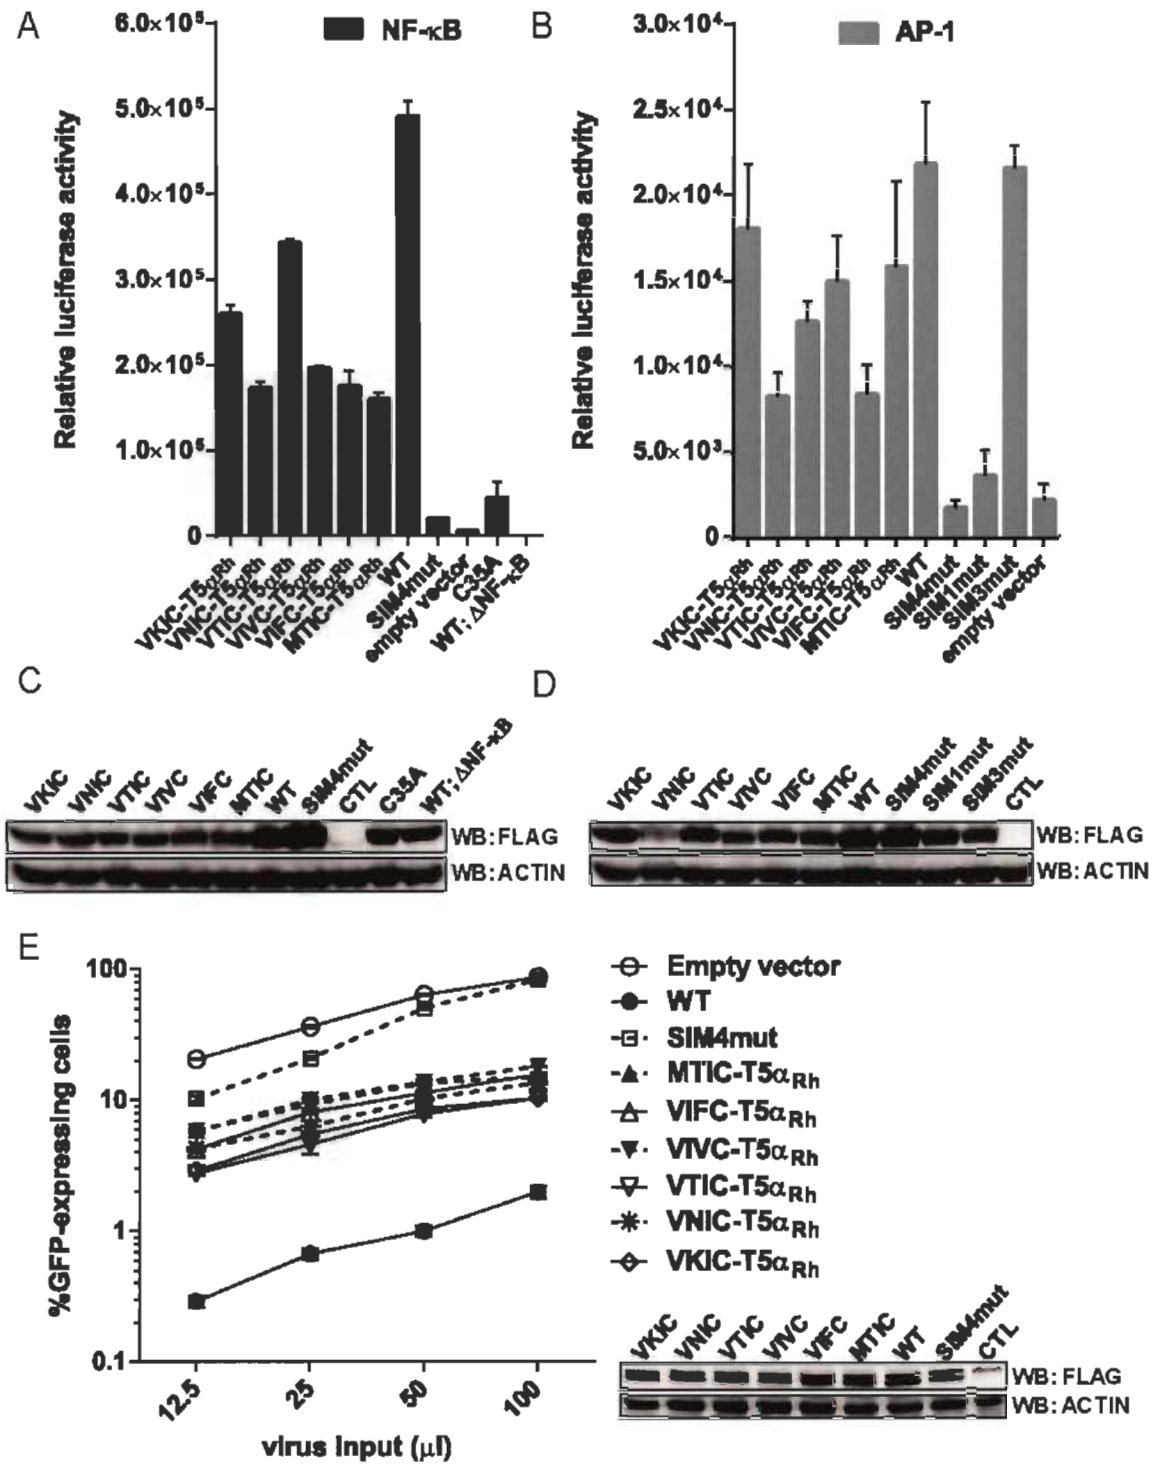 A
NF-κB
Relative luciferase activity
6.0×10⁵
5.0×10⁵
4.0×10⁵
3.0×10⁵
2.0×10⁵
1.0×10⁵
0
VKIC-T5αRh
VNIC-T5αRh
VTIC-T5αRh
VIVC-T5αRh
VIFC-T5αRh
MTIC-T5αRh
WT
SIM4mut
empty vector
C35A
WT; ΔNF-κB
B
AP-1
Relative luciferase activity
3.0×10⁴
2.5×10⁴
2.0×10⁴
1.5×10⁴
1.0×10⁴
5.0×10³
0
VKIC-T5αRh
VNIC-T5αRh
VTIC-T5αRh
VIVC-T5αRh
VIFC-T5αRh
MTIC-T5αRh
WT
SIM4mut
SIM1mut
SIM3mut
empty vector
C
VKIC
VNIC
VTIC
VIVC
VIFC
MTIC
WT
SIM4mut
CTL
C35A
WT; ΔNF-κB
WB: FLAG
WB: ACTIN
D
VKIC
VNIC
VTIC
VIVC
VIFC
MTIC
WT
SIM4mut
SIM1mut
SIM3mut
CTL
WB: FLAG
WB: ACTIN
E
%GFP-expressing cells
100
10
1
0.1
12.5
25
50
100
virus input (μl)
Empty vector
WT
SIM4mut
MTIC-T5αRh
VIFC-T5αRh
VIVC-T5αRh
VTIC-T5αRh
VNIC-T5αRh
VKIC-T5αRh
VKIC
VNIC
VTIC
VIVC
VIFC
MTIC
WT
SIM4mut
CTL
WB: FLAG
WB: ACTIN